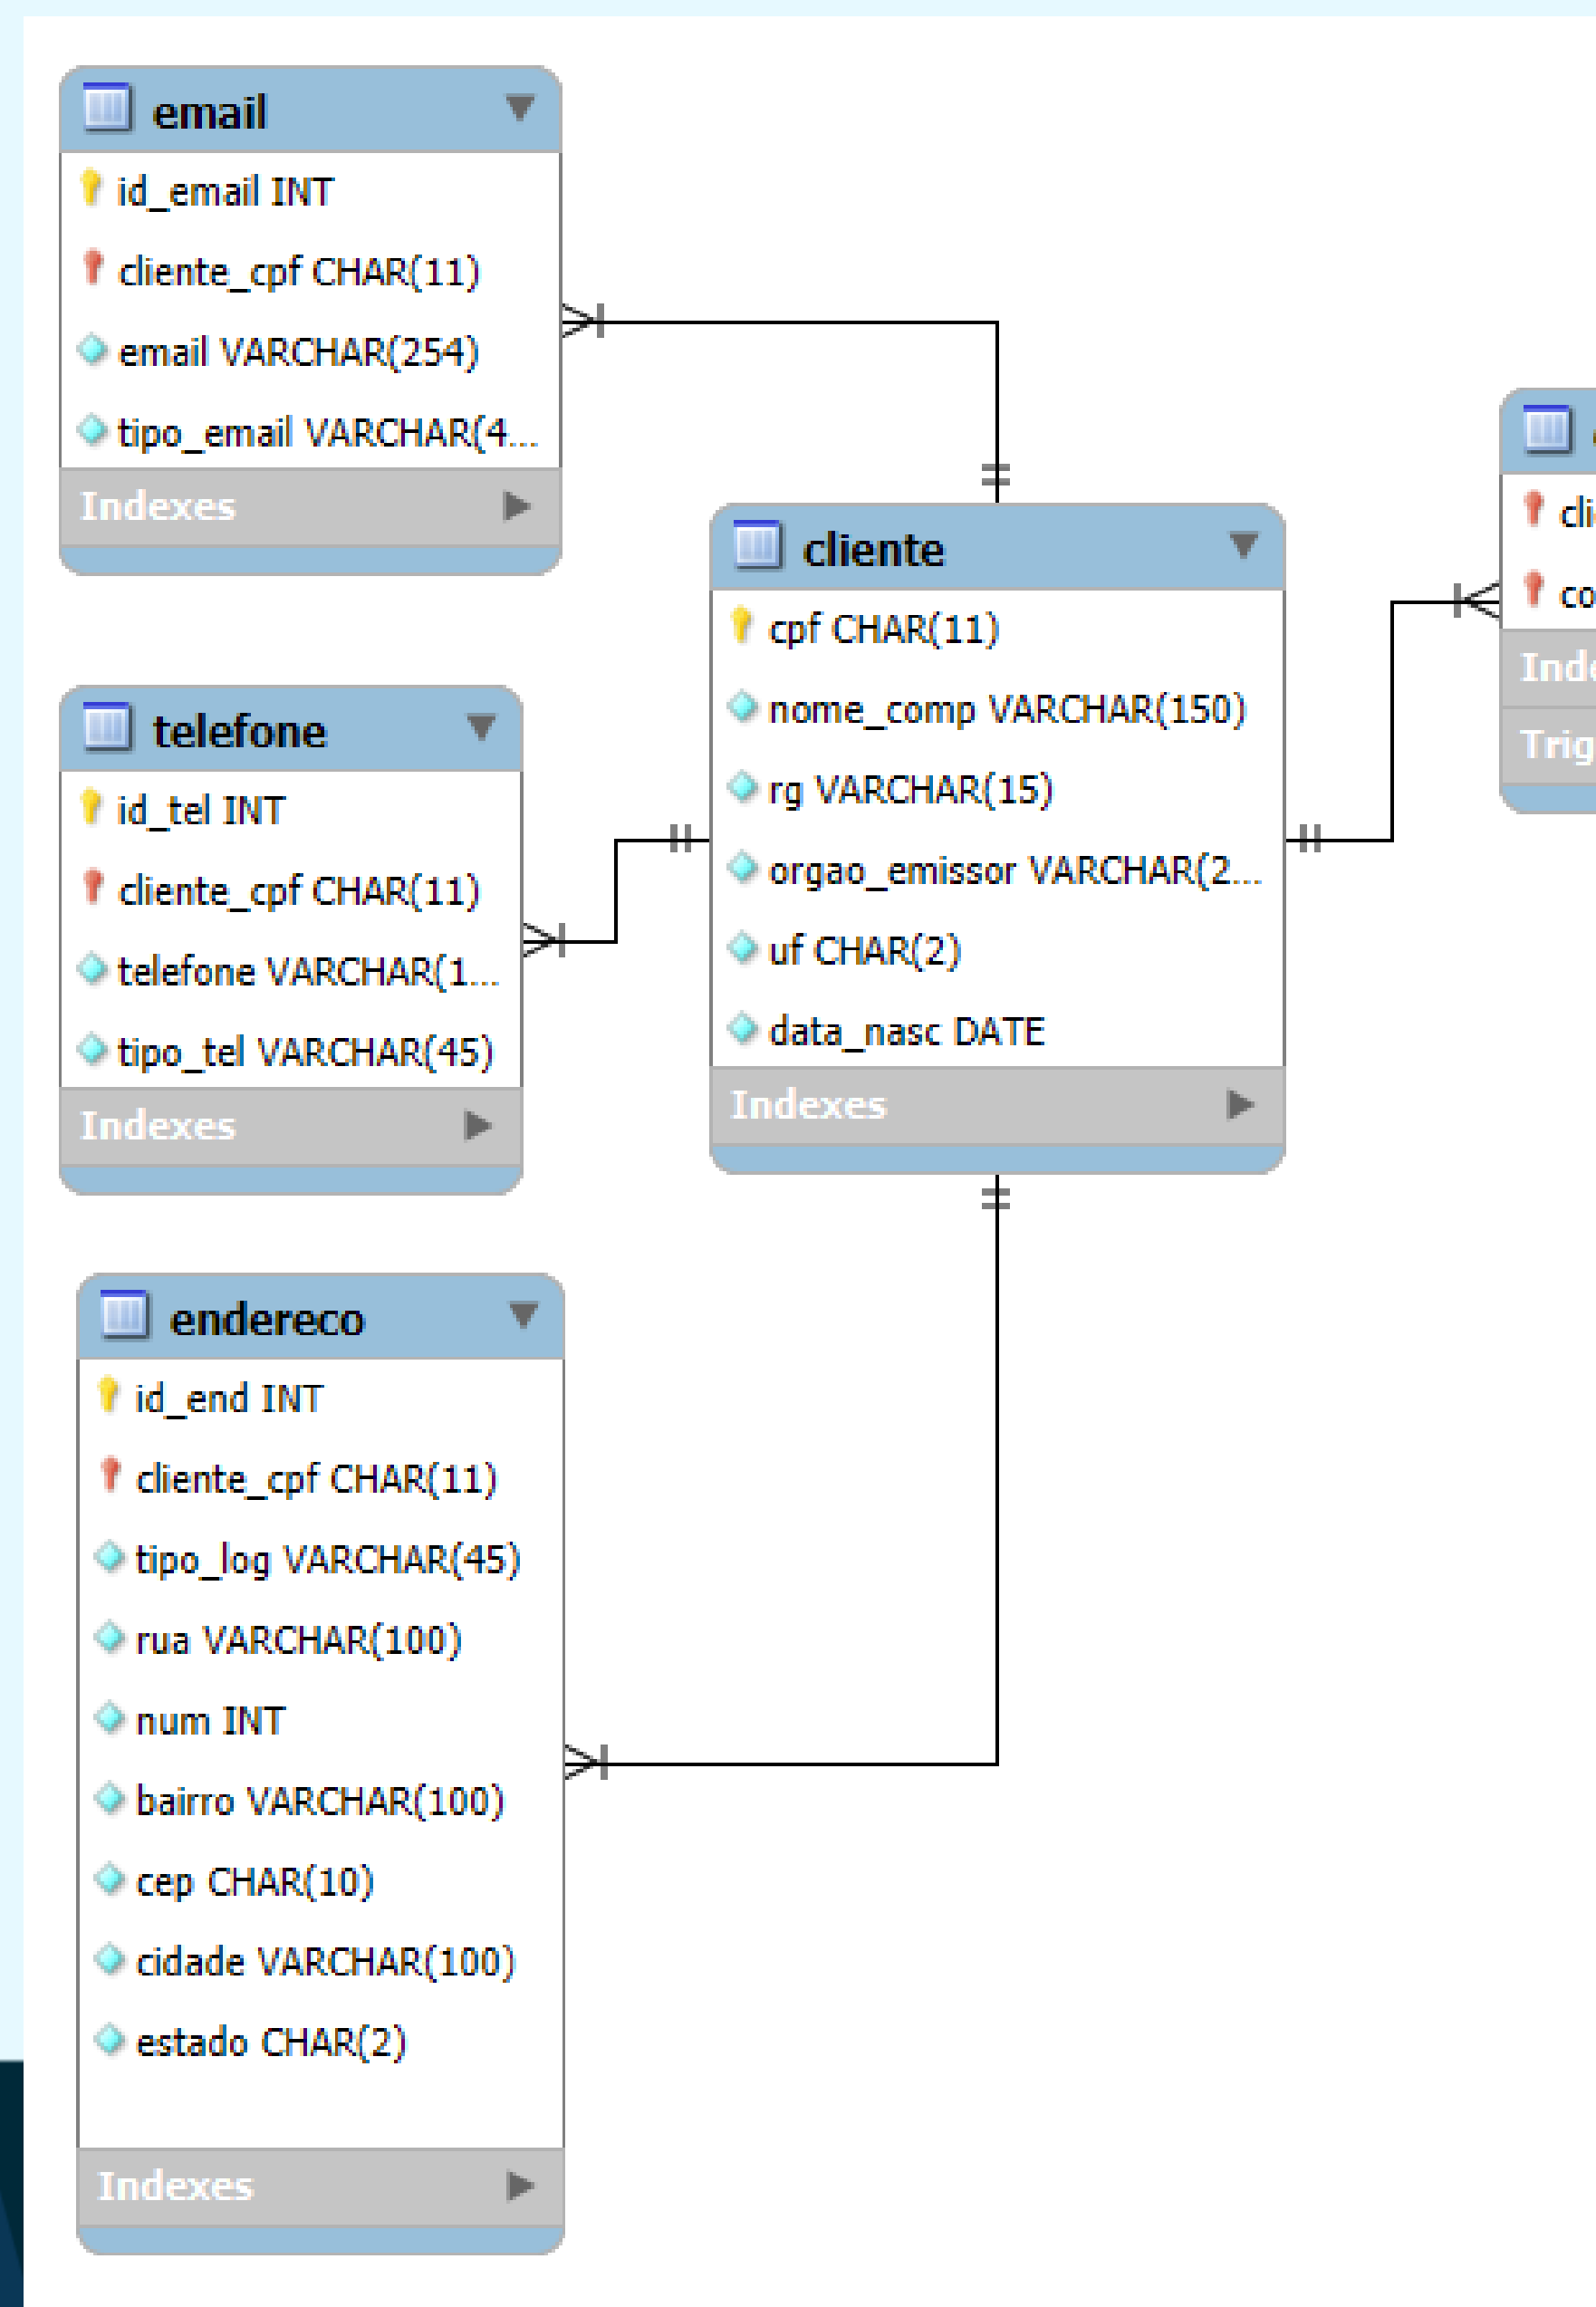 email
id_email INT
cliente_cpf CHAR(11)
email VARCHAR(254)
tipo_email VARCHAR(4...
Indexes
telefone
id_tel INT
cliente_cpf CHAR(11)
telefone VARCHAR(1...
tipo_tel VARCHAR(45)
Indexes
endereco
id_end INT
cliente_cpf CHAR(11)
tipo_log VARCHAR(45)
rua VARCHAR(100)
num INT
bairro VARCHAR(100)
cep CHAR(10)
cidade VARCHAR(100)
estado CHAR(2)
Indexes
cliente
cpf CHAR(11)
nome_comp VARCHAR(150)
rg VARCHAR(15)
orgao_emissor VARCHAR(2...
uf CHAR(2)
data_nasc DATE
Indexes